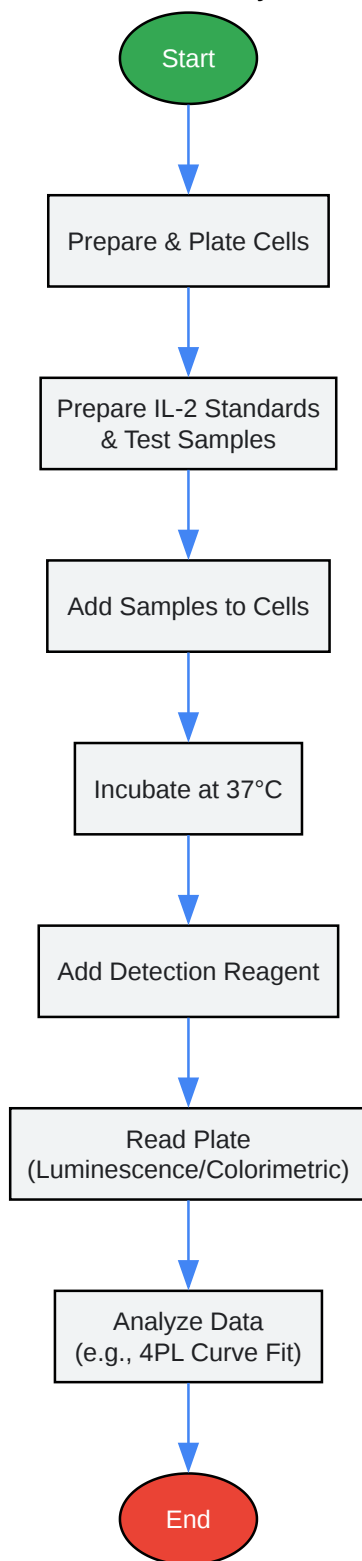 Start
Prepare & Plate Cells
Prepare IL-2 Standards
& Test Samples
Add Samples to Cells
Incubate at 37°C
Add Detection Reagent
Read Plate
(Luminescence/Colorimetric)
Analyze Data
(e.g., 4PL Curve Fit)
End